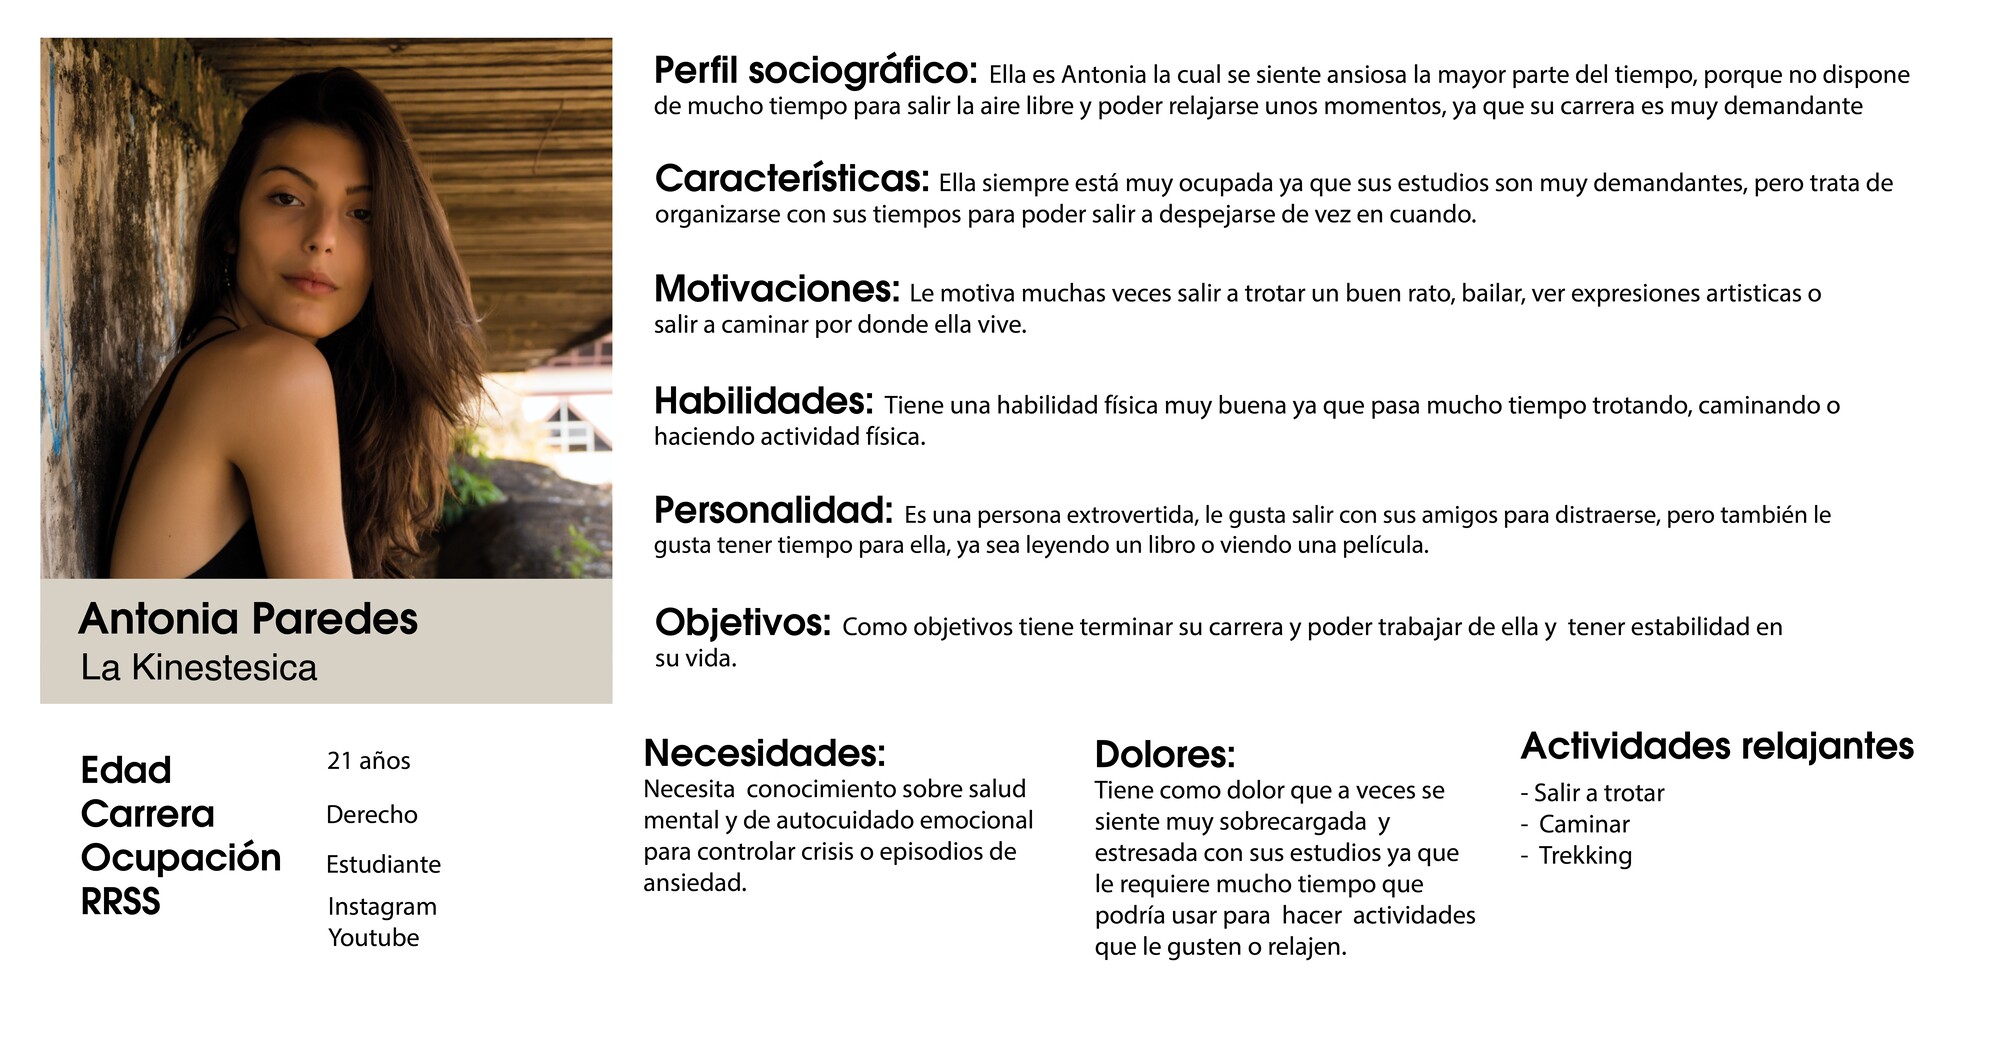 Perfil sociográfico: Ella es Antonia la cual se siente ansiosa la mayor parte del tiempo, porque no dispone
de mucho tiempo para salir la aire libre y poder relajarse unos momentos, ya que su carrera es muy demandante
Características: Ella siempre está muy ocupada ya que sus estudios son muy demandantes, pero trata de
organizarse con sus tiempos para poder salir a despejarse de vez en cuando.
Motivaciones: Le motiva muchas veces salir a trotar un buen rato, bailar, ver expresiones artisticas o
salir a caminar por donde ella vive.
Habilidades: Tiene una habilidad física muy buena ya que pasa mucho tiempo trotando, caminando o
haciendo actividad física.
Personalidad: Es una persona extrovertida, le gusta salir con sus amigos para distraerse, pero también le
gusta tener tiempo para ella, ya sea leyendo un libro o viendo una película.
Objetivos: Como objetivos tiene terminar su carrera y poder trabajar de ella y tener estabilidad en
su vida.
Antonia Paredes
La Kinestesica
Edad 21 años
Carrera Derecho
Ocupación Estudiante
RRSS Instagram
Youtube
Necesidades:
Necesita conocimiento sobre salud
mental y de autocuidado emocional
para controlar crisis o episodios de
ansiedad.
Dolores:
Tiene como dolor que a veces se
siente muy sobrecargada y
estresada con sus estudios ya que
le requiere mucho tiempo que
podría usar para hacer actividades
que le gusten o relajen.
Actividades relajantes
- Salir a trotar
- Caminar
- Trekking